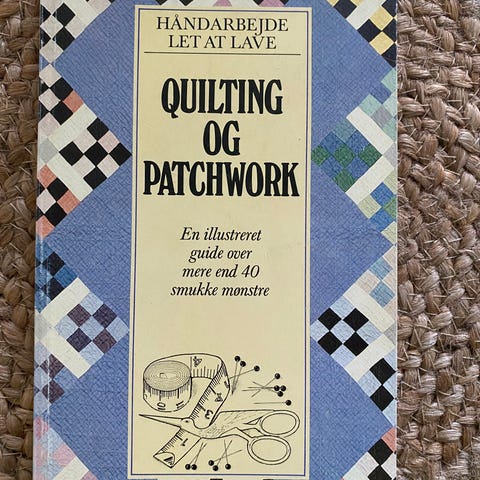 HÅNDARBEJDE
LET AT LAVE
QUILTING
OG
PATCHWORK
En illustreret
guide over
mere end 40
smukke mønstre